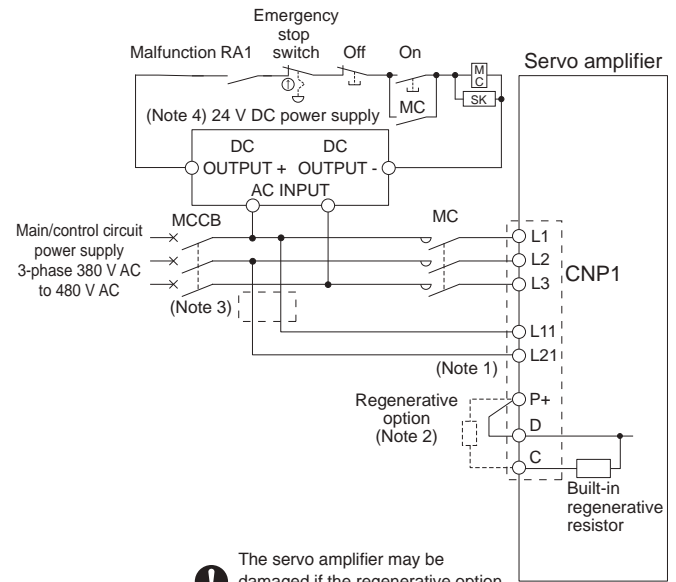 Emergency
stop
switch
Malfunction RA1
Off
On
Servo amplifier
M
C
SK
MC
(Note 4) 24 V DC power supply
DC
OUTPUT +
DC
OUTPUT -
AC INPUT
MCCB
MC
Main/control circuit
power supply
3-phase 380 V AC
to 480 V AC
(Note 3)
L1
L2
L3
CNP1
L11
L21
(Note 1)
P+
Regenerative
option
(Note 2)
D
C
Built-in
regenerative
resistor
The servo amplifier may be
damaged if the regenerative option